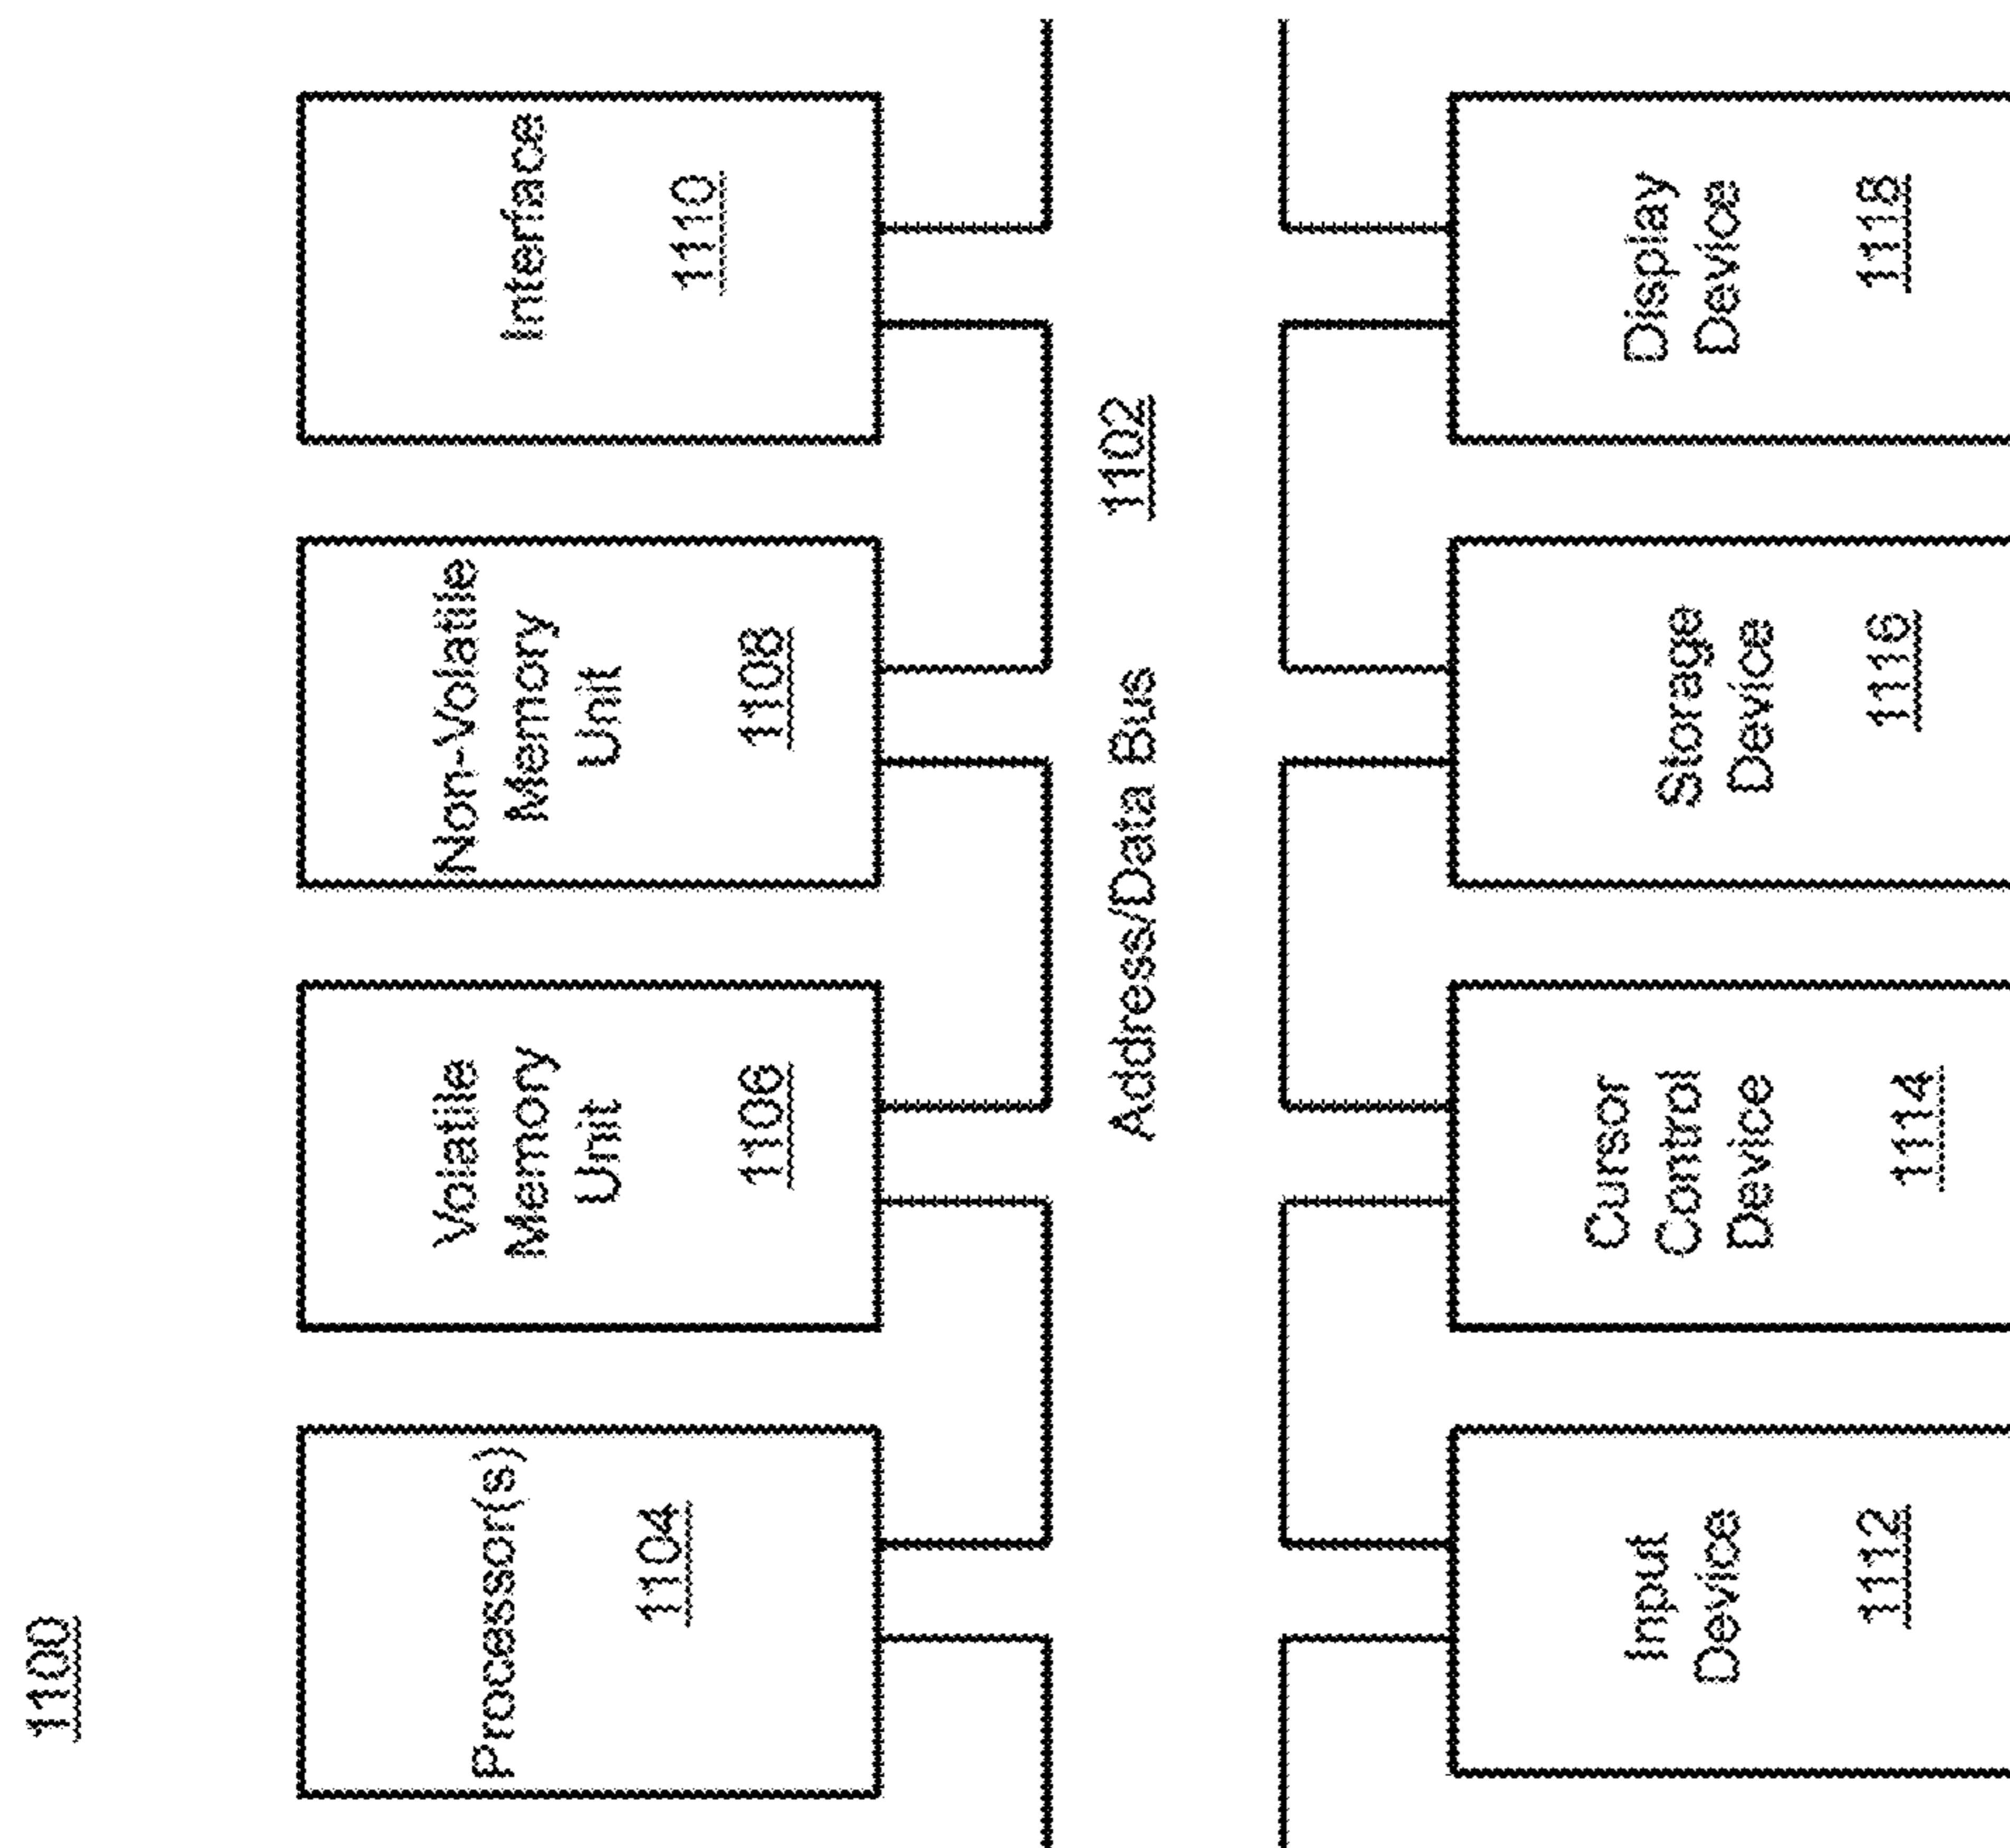 1100
Processor(s)
1104
Volatile
Memory
Unit
1106
Non-Volatile
Memory
Unit
1108
Interface
1110
Address/Data Bus 1102
Input
Device
1112
Cursor
Control
Device
1114
Storage
Device
1116
Display
Device
1118